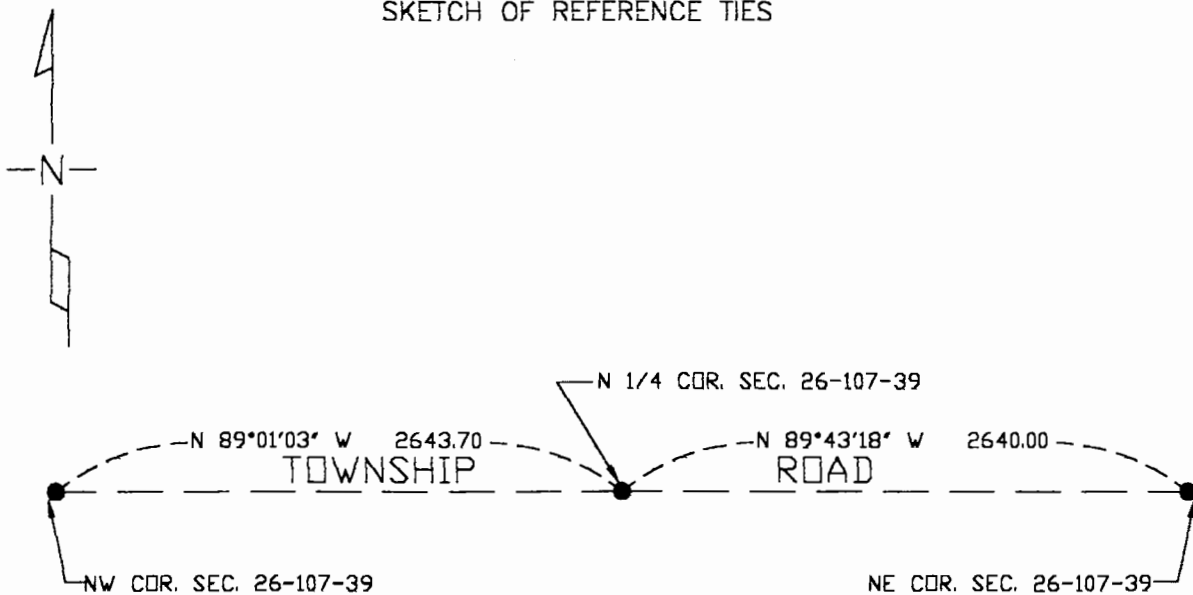 SKETCH OF REFERENCE TIES
N
N 1/4 COR. SEC. 26-107-39
N 89°01'03" W 2643.70
N 89°43'18" W 2640.00
TOWNSHIP ROAD
NW COR. SEC. 26-107-39
NE COR. SEC. 26-107-39